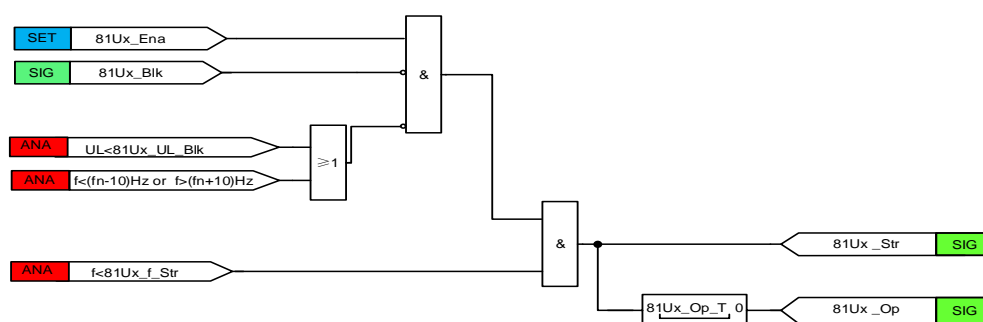 SET 81Ux_Ena
SIG 81Ux_Blk
&
ANA UL<81Ux_UL_Blk
≥1
ANA f<(fn-10)Hz or f>(fn+10)Hz
&
81Ux _Str SIG
ANA f<81Ux_f_Str
81Ux_Op_T 0
81Ux _Op SIG